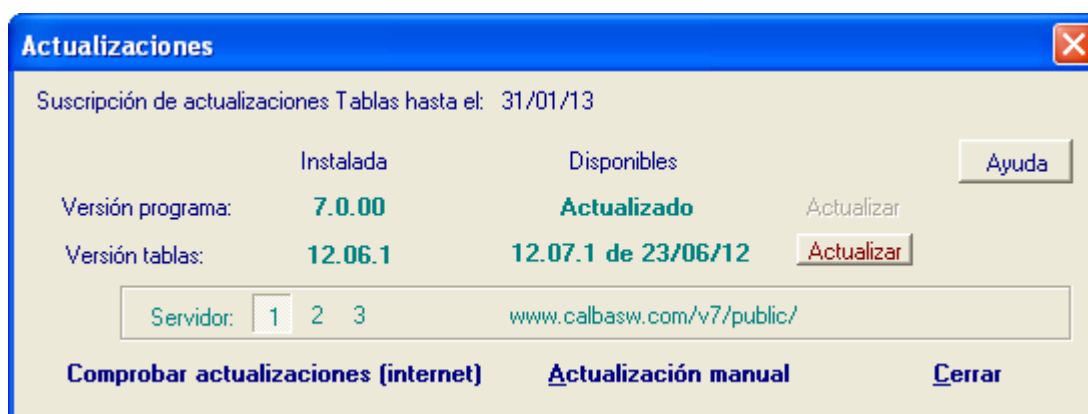 Actualizaciones
Suscripción de actualizaciones Tablas hasta el: 31/01/13
Instalada Disponibles Ayuda
Versión programa: 7.0.00 Actualizado Actualizar
Versión tablas: 12.06.1 12.07.1 de 23/06/12 Actualizar
Servidor: 1 2 3 www.calbasw.com/v7/public/
Comprobar actualizaciones (internet) Actualización manual Cerrar